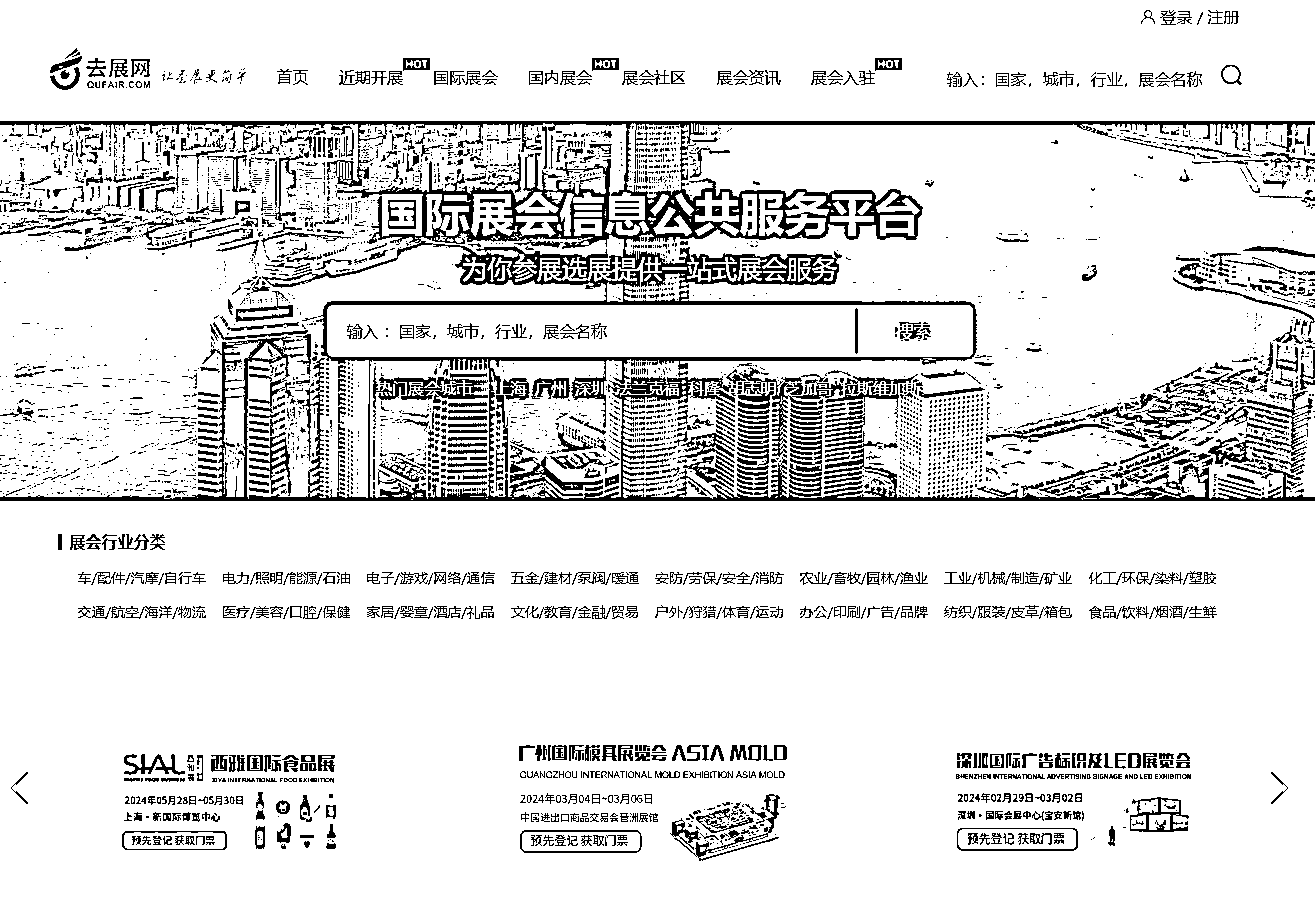 登录 / 注册
去展网
QUFAIR.COM
让去展更简单
首页 近期开展 HOT 国际展会 国内展会 HOT 展会社区 展会资讯 展会入驻 HOT
输入：国家，城市，行业，展会名称
国际展会信息公共服务平台
为你参展选展提供一站式展会服务
输入 ：国家，城市，行业，展会名称
搜索
热门展会城市： 上海 广州 深圳 法兰克福 科隆 胡志明 芝加哥 拉斯维加斯
展会行业分类
车/配件/汽摩/自行车 电力/照明/能源/石油 电子/游戏/网络/通信 五金/建材/泵阀/暖通 安防/劳保/安全/消防 农业/畜牧/园林/渔业 工业/机械/制造/矿业 化工/环保/染料/塑胶
交通/航空/海洋/物流 医疗/美容/口腔/保健 家居/婴童/酒店/礼品 文化/教育/金融/贸易 户外/狩猎/体育/运动 办公/印刷/广告/品牌 纺织/服装/皮革/箱包 食品/饮料/烟酒/生鲜
SIAL 西雅国际食品展
XIYA INTERNATIONAL FOOD EXHIBITION
2024年05月28日-05月30日
上海·新国际博览中心
预先登记 获取门票
广州国际模具展览会 ASIA MOLD
GUANGZHOU INTERNATIONAL MOLD EXHIBITION ASIA MOLD
2024年03月04日-03月06日
中国进出口商品交易会琶洲展馆
预先登记 获取门票
深圳国际广告标识及LED展览会
SHENZHEN INTERNATIONAL ADVERTISING SIGNAGE AND LED EXHIBITION
2024年02月29日-03月02日
深圳·国际会展中心(宝安新馆)
预先登记 获取门票